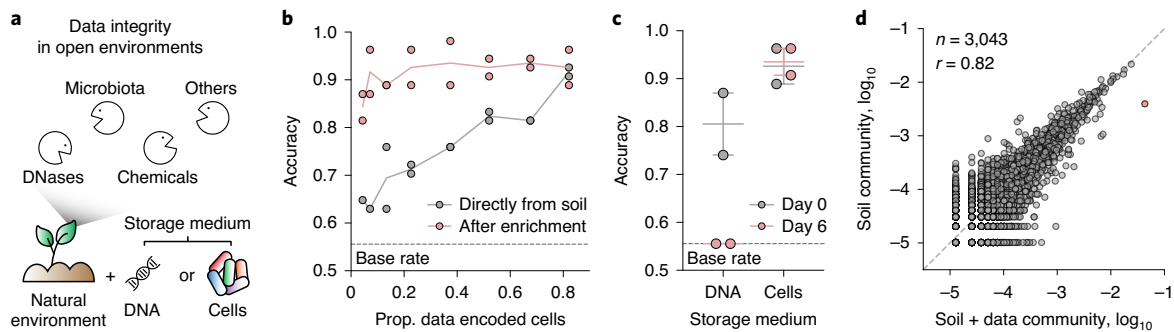 a
Data integrity
in open environments
Microbiota
Others
DNases
Chemicals
Storage medium
+
or
Natural
environment
DNA
Cells
b
1.0
0.9
0.8
0.7
0.6
0.5
Accuracy
Directly from soil
After enrichment
Base rate
0
0.2
0.4
0.6
0.8
1.0
Prop. data encoded cells
c
1.0
0.9
0.8
0.7
0.6
0.5
Accuracy
Day 0
Day 6
Base rate
DNA
Cells
Storage medium
d
n = 3,043
r = 0.82
−1
−2
−3
−4
−5
Soil community, log10
−5
−4
−3
−2
−1
Soil + data community, log10